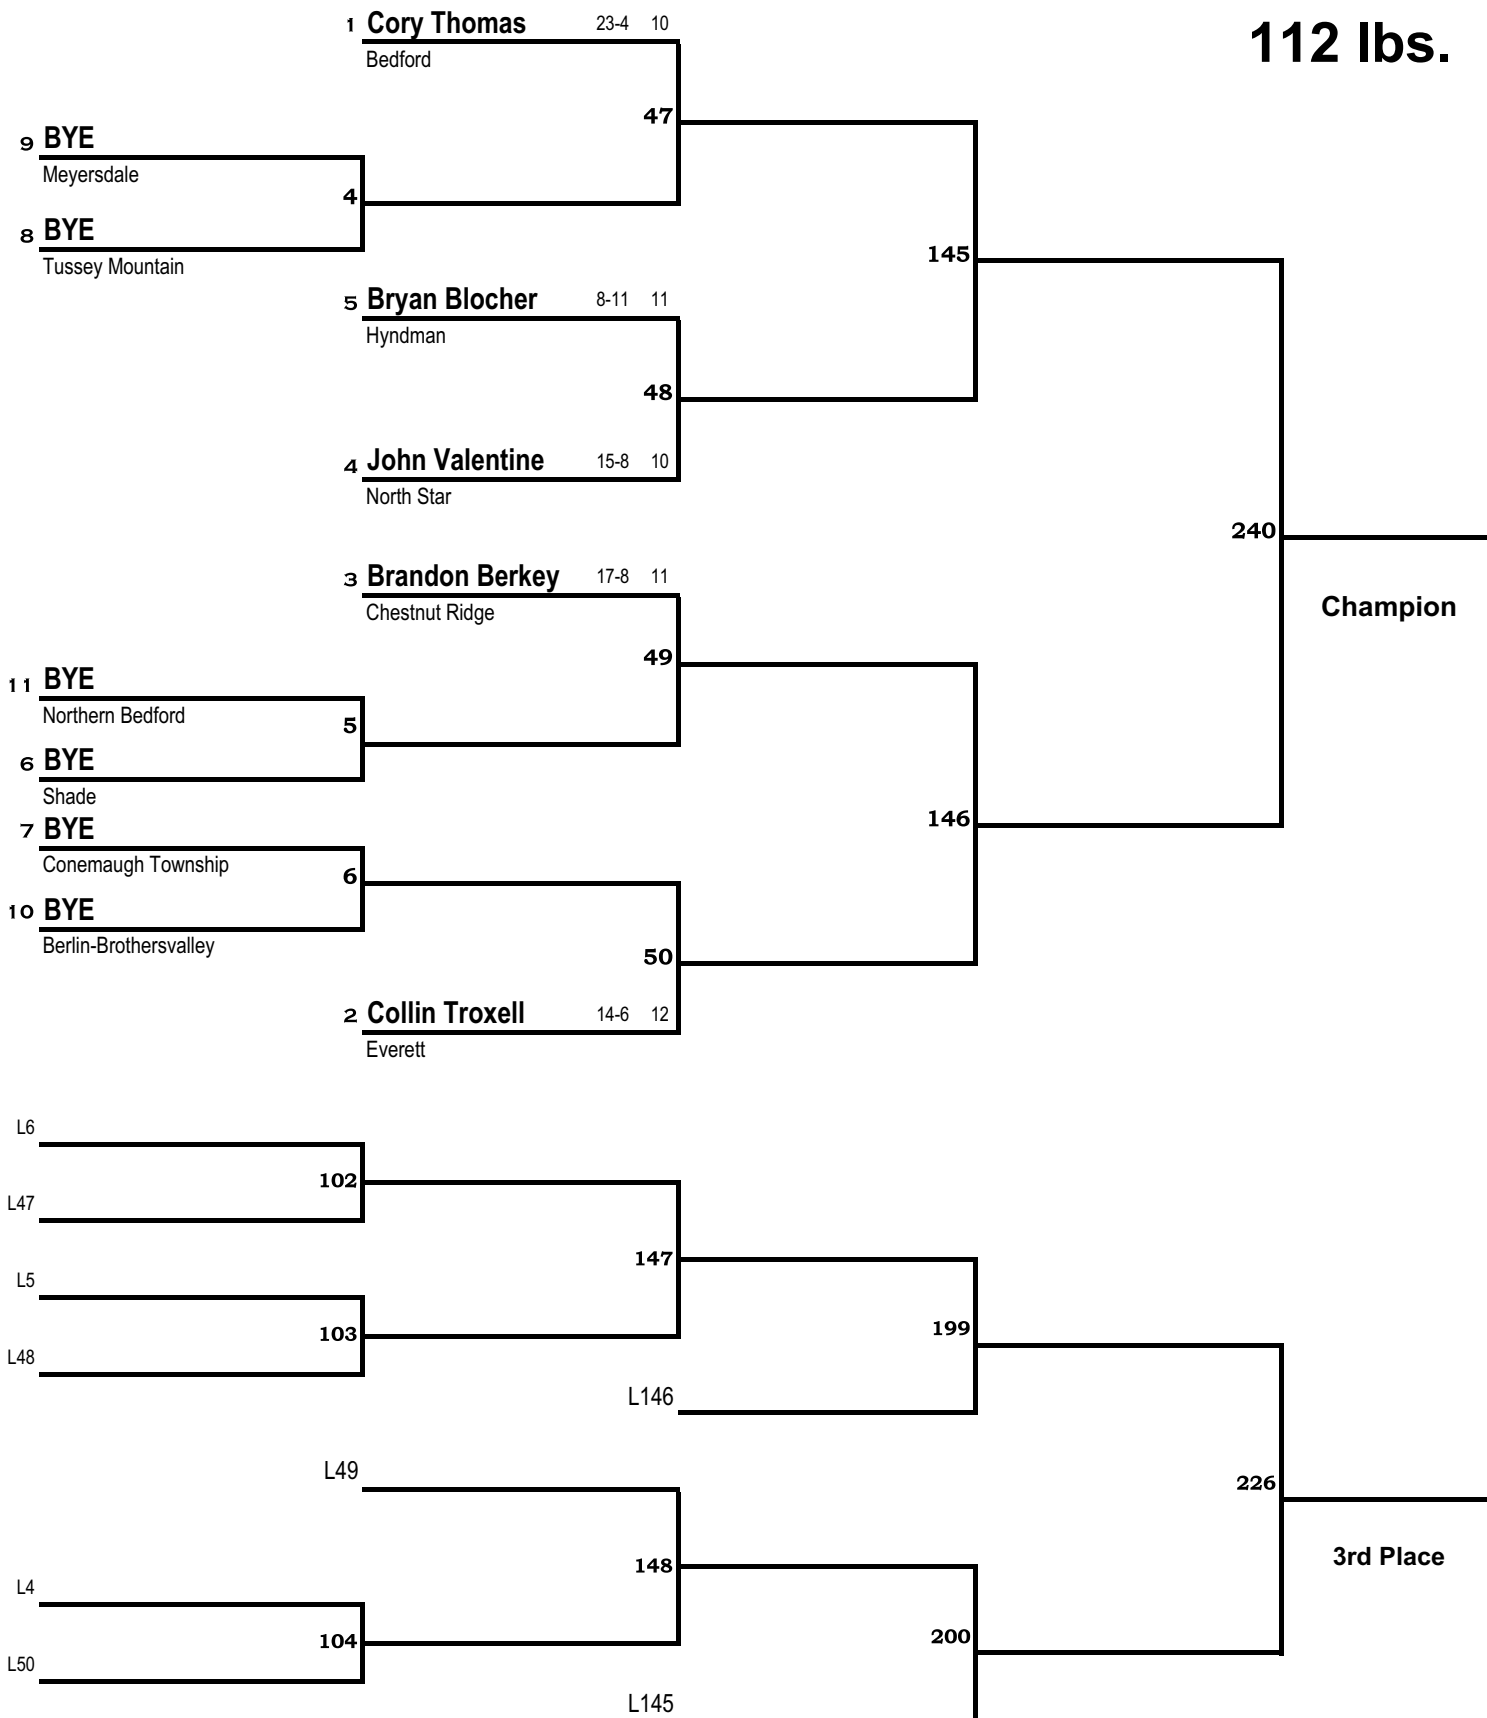 112 lbs.
1 Cory Thomas 23-4 10
Bedford
47
9 BYE
Meyersdale
4
8 BYE
Tussey Mountain
145
5 Bryan Blocher 8-11 11
Hyndman
48
4 John Valentine 15-8 10
North Star
240
Champion
3 Brandon Berkey 17-8 11
Chestnut Ridge
49
11 BYE
Northern Bedford
5
6 BYE
Shade
146
7 BYE
Conemaugh Township
6
10 BYE
Berlin-Brothersvalley
50
2 Collin Troxell 14-6 12
Everett
L6
102
L47
147
L5
103
L48
199
L146
L49
226
148
3rd Place
L4
104
200
L50
L145